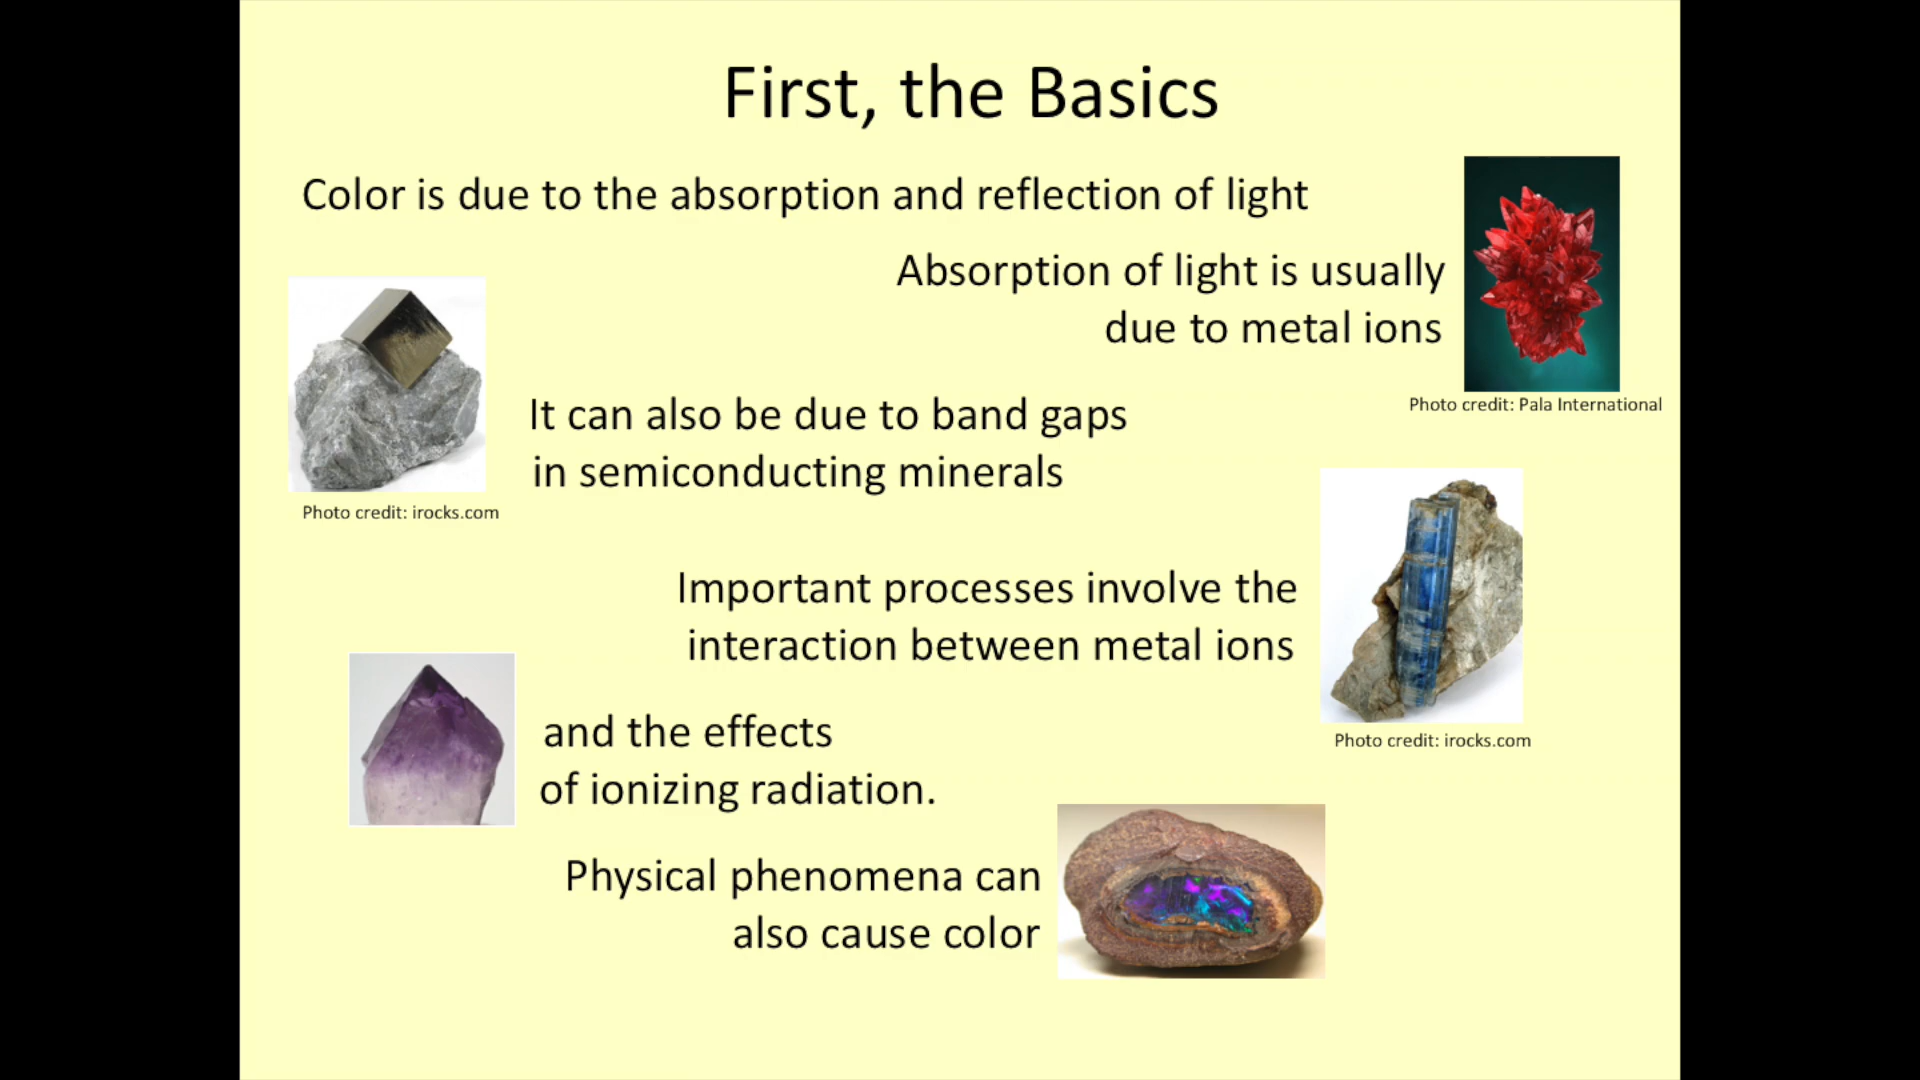 First, the Basics
Color is due to the absorption and reflection of light
Absorption of light is usually
due to metal ions
Photo credit: Pala International
It can also be due to band gaps
in semiconducting minerals
Photo credit: irocks.com
Important processes involve the
interaction between metal ions
Photo credit: irocks.com
and the effects
of ionizing radiation.
Physical phenomena can
also cause color